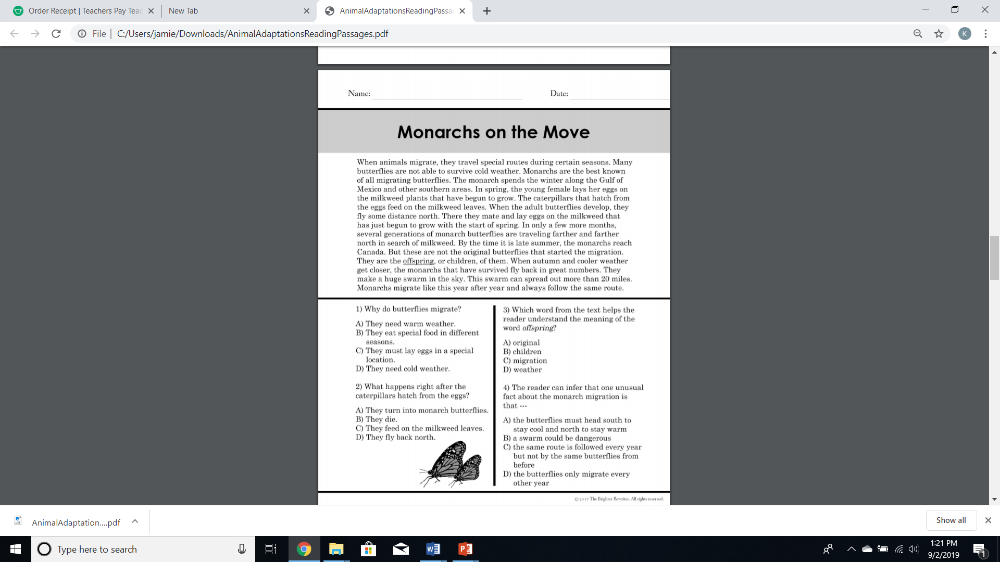 Order Receipt | Teachers Pay Teac
New Tab
AnimalAdaptationsReadingPassa
File
C:/Users/jamie/Downloads/AnimalAdaptationsReadingPassages.pdf
K
Name:
Date:
Monarchs on the Move
When animals migrate, they travel special routes during certain seasons. Many
butterflies are not able to survive cold weather. Monarchs are the best known
of all migrating butterflies. The monarch spends the winter along the Gulf of
Mexico and other southern areas. In spring, the young female lays her eggs on
the milkweed plants that have begun to grow. The caterpillars that hatch from
the eggs feed on the milkweed leaves. When the adult butterflies develop, they
fly some distance north. There they mate and lay eggs on the milkweed that
has just begun to grow with the start of spring. In only a few more months,
several generations of monarch butterflies are traveling farther and farther
north in search of milkweed. By the time it is late summer, the monarchs reach
Canada. But these are not the original butterflies that started the migration.
They are the offspring, or children, of them. When autumn and cooler weather
get closer, the monarchs that have survived fly back in great numbers. They
make a huge swarm in the sky. This swarm can spread out more than 20 miles.
Monarchs migrate like this year after year and always follow the same route.
1) Why do butterflies migrate?
A) They need warm weather.
B) They eat special food in different
seasons.
C) They must lay eggs in a special
location.
D) They need cold weather.
2) What happens right after the
caterpillars hatch from the eggs?
A) They turn into monarch butterflies.
B) They die.
C) They feed on the milkweed leaves.
D) They fly back north.
3) Which word from the text helps the
reader understand the meaning of the
word offspring?
A) original
B) children
C) migration
D) weather
4) The reader can infer that one unusual
fact about the monarch migration is
that ---
A) the butterflies must head south to
stay cool and north to stay warm
B) a swarm could be dangerous
C) the same route is followed every year
but not by the same butterflies from
before
D) the butterflies only migrate every
other year
© 2017 The Brighter Rewriter. All rights reserved.
AnimalAdaptation....pdf
Show all
Type here to search
1:21 PM
9/2/2019
1